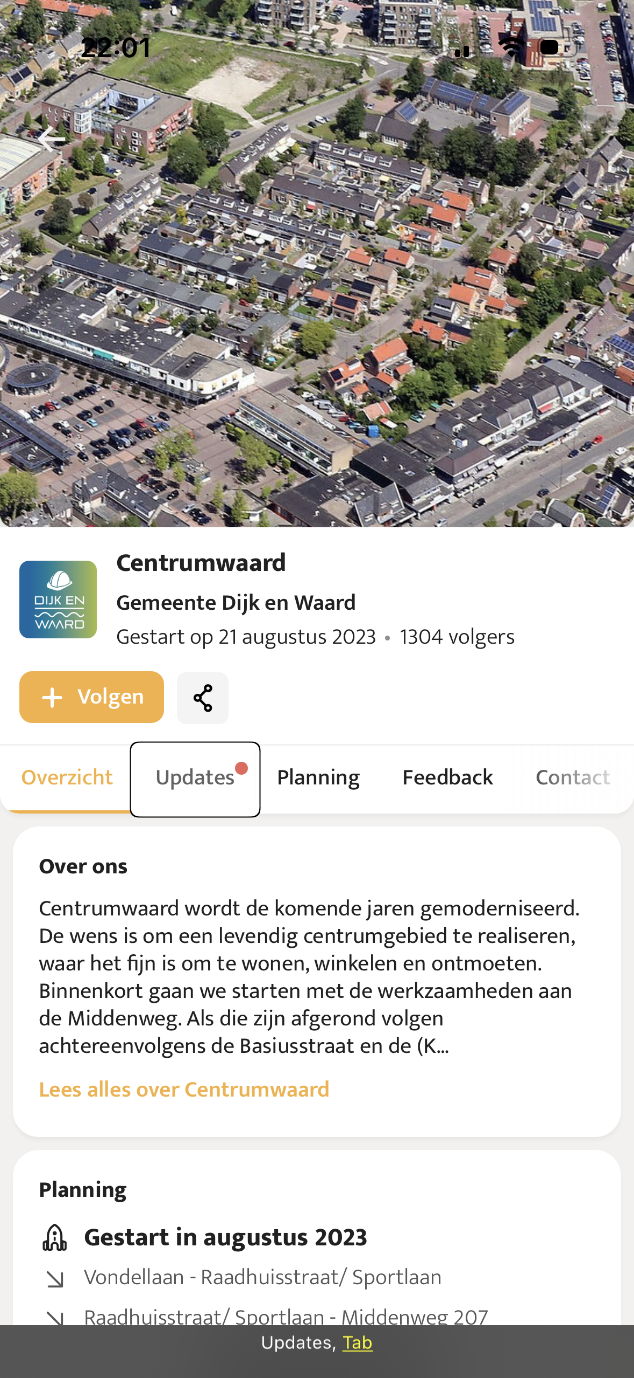 22:01
Centrumwaard
DIJK EN
WAARD
Gemeente Dijk en Waard
Gestart op 21 augustus 2023 • 1304 volgers
+ Volgen
Overzicht Updates Planning Feedback Contact
Over ons
Centrumwaard wordt de komende jaren gemoderniseerd.
De wens is om een levendig centrumgebied te realiseren,
waar het fijn is om te wonen, winkelen en ontmoeten.
Binnenkort gaan we starten met de werkzaamheden aan
de Middenweg. Als die zijn afgerond volgen
achtereenvolgens de Basiusstraat en de (K...
Lees alles over Centrumwaard
Planning
Gestart in augustus 2023
Vondellaan - Raadhuisstraat/ Sportlaan
Raadhuisstraat/ Sportlaan - Middenweg 207
Updates, Tab